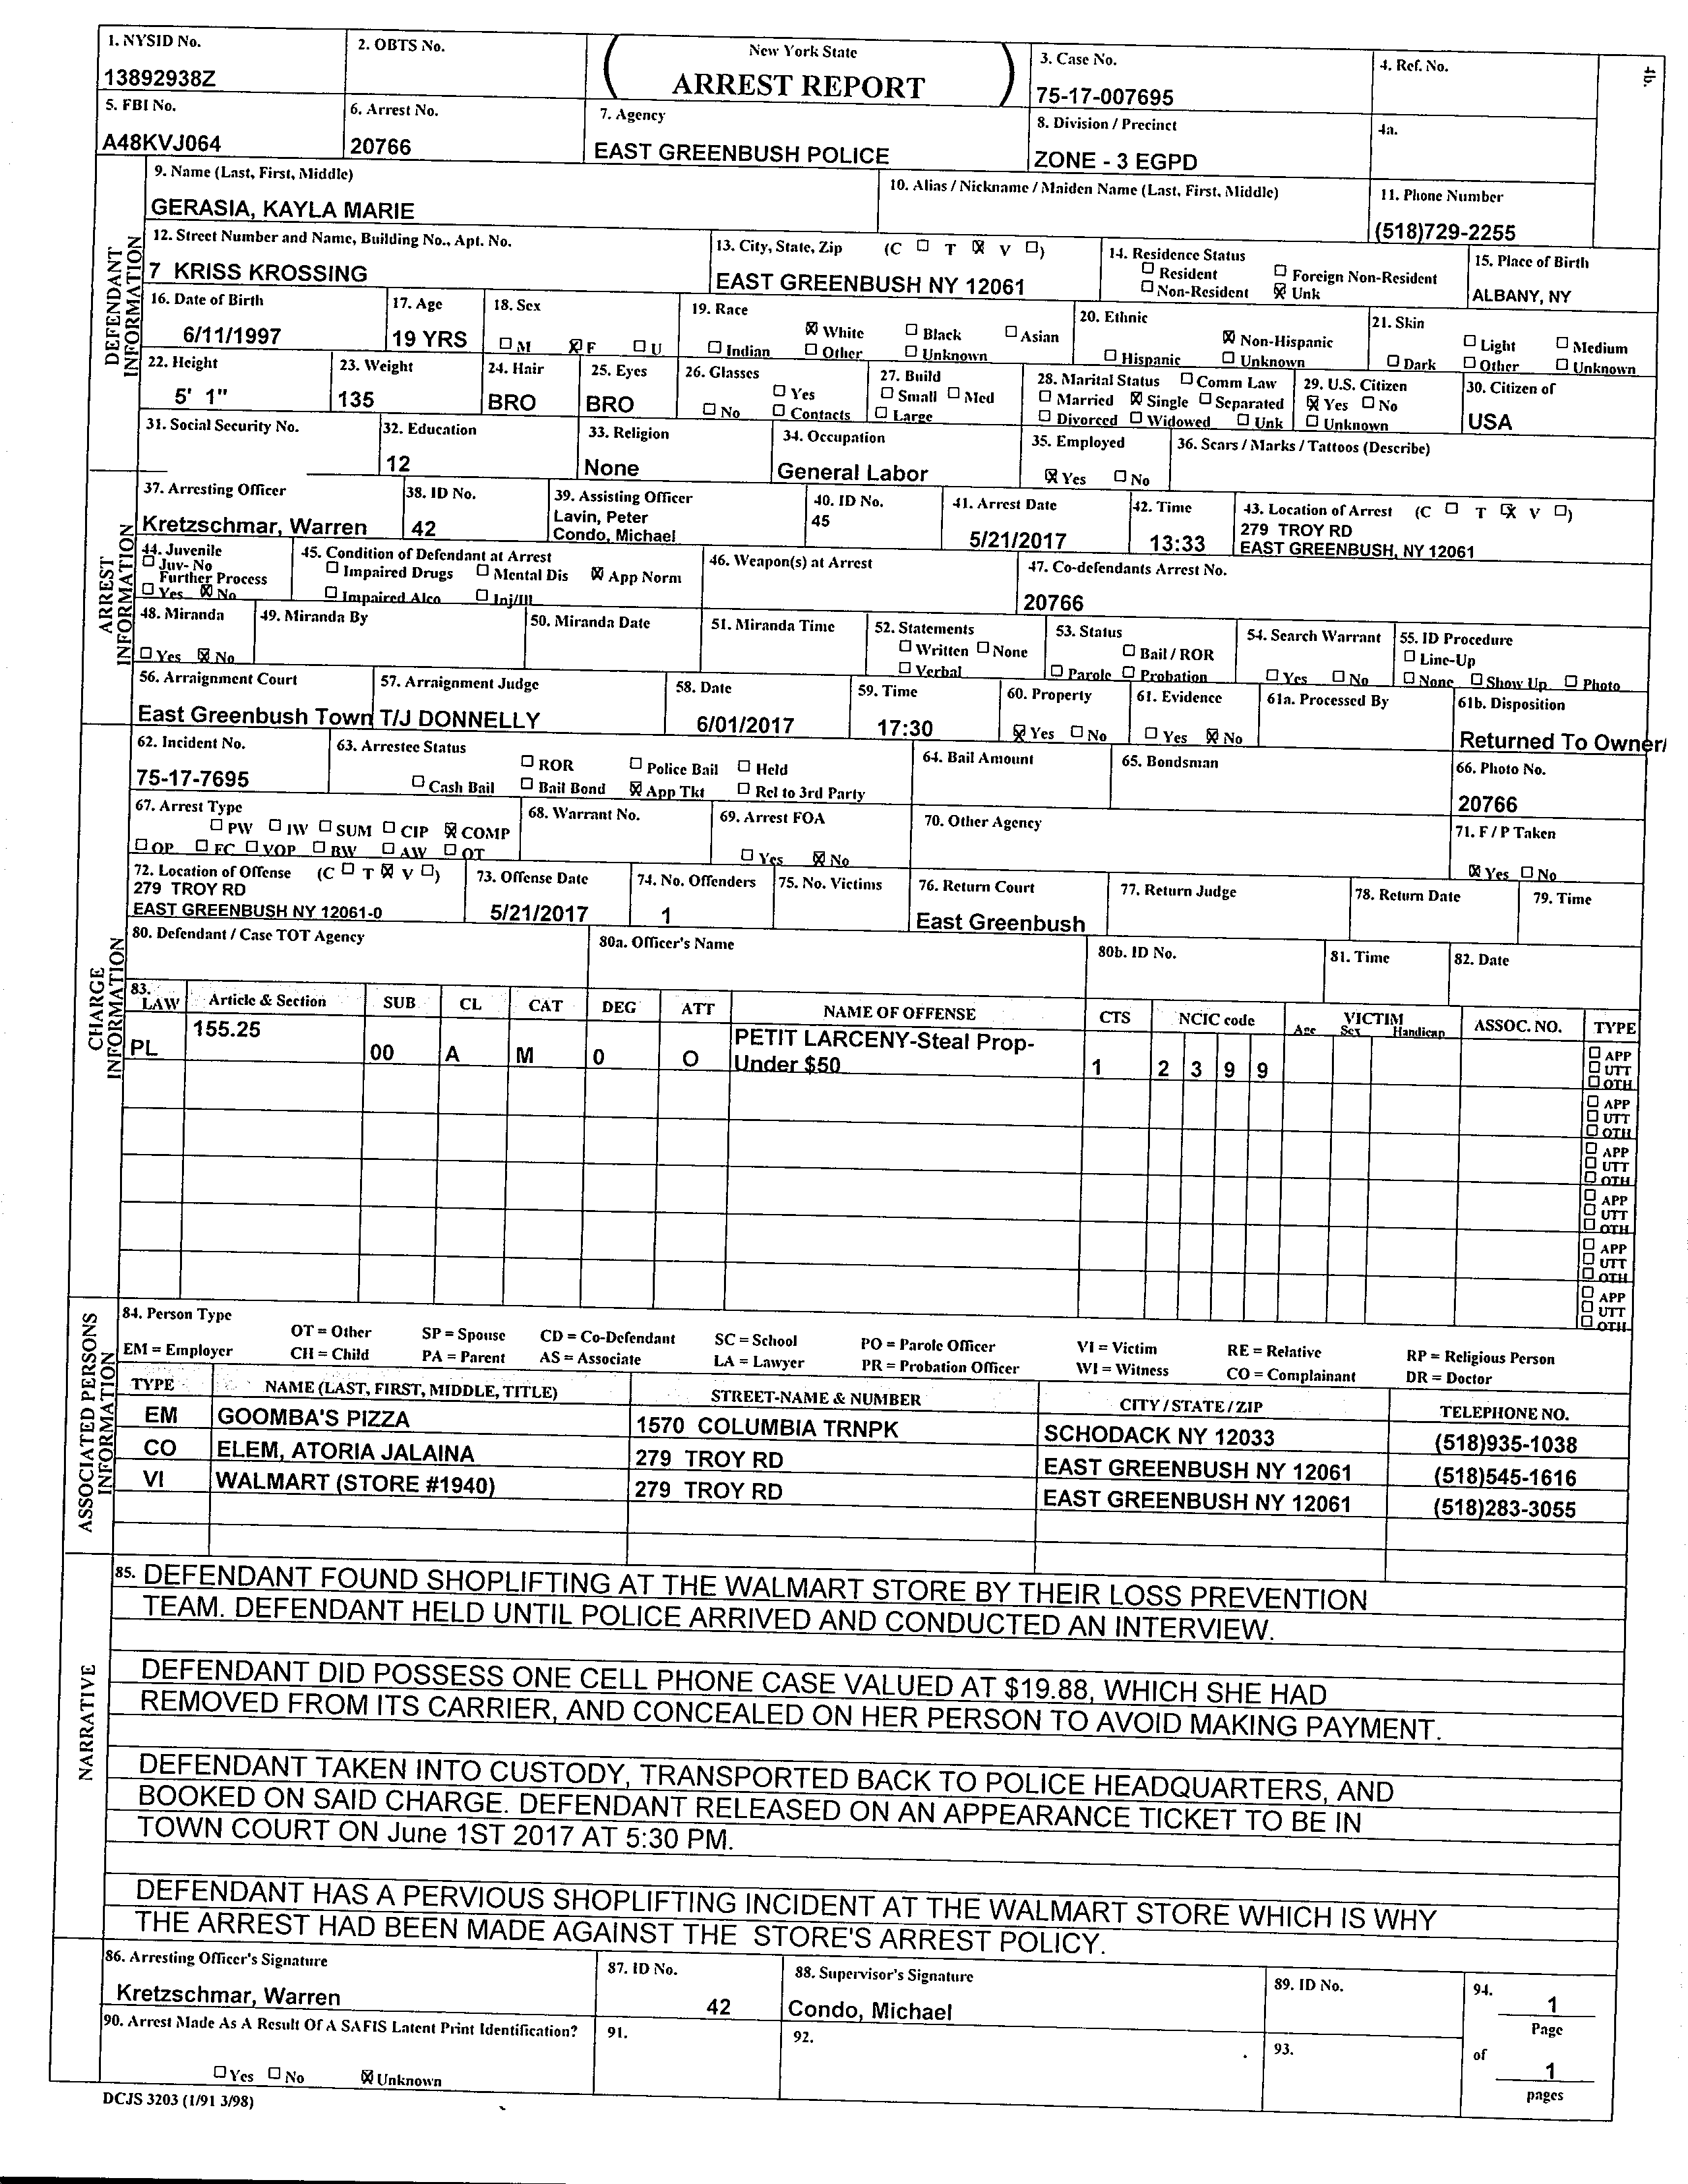 1. NYSID No.
13892938Z
2. OBTS No.
New York State
ARREST REPORT
3. Case No.
75-17-007695
4. Ref. No.
4b.
5. FBI No.
A48KVJ064
6. Arrest No.
20766
7. Agency
EAST GREENBUSH POLICE
8. Division / Precinct
ZONE - 3 EGPD
4a.
DEFENDANT INFORMATION
9. Name (Last, First, Middle)
GERASIA, KAYLA MARIE
10. Alias / Nickname / Maiden Name (Last, First, Middle)
11. Phone Number
(518)729-2255
12. Street Number and Name, Building No., Apt. No.
7 KRISS KROSSING
13. City, State, Zip (C ☐ T ☒ V ☐)
EAST GREENBUSH NY 12061
14. Residence Status
☐ Resident ☐ Foreign Non-Resident
☐ Non-Resident ☒ Unk
15. Place of Birth
ALBANY, NY
16. Date of Birth
6/11/1997
17. Age
19 YRS
18. Sex
☐ M ☒ F ☐ U
19. Race
☒ White ☐ Black ☐ Asian
☐ Indian ☐ Other ☐ Unknown
20. Ethnic
☒ Non-Hispanic
☐ Hispanic ☐ Unknown
21. Skin
☐ Light ☐ Medium
☐ Dark ☐ Other ☐ Unknown
22. Height
5' 1"
23. Weight
135
24. Hair
BRO
25. Eyes
BRO
26. Glasses
☐ Yes
☐ No ☐ Contacts
27. Build
☐ Small ☐ Med
☐ Large
28. Marital Status ☐ Comm Law
☐ Married ☒ Single ☐ Separated
☐ Divorced ☐ Widowed ☐ Unk
29. U.S. Citizen
☒ Yes ☐ No
☐ Unknown
30. Citizen of
USA
31. Social Security No.
32. Education
12
33. Religion
None
34. Occupation
General Labor
35. Employed
☒ Yes ☐ No
36. Scars / Marks / Tattoos (Describe)
ARREST INFORMATION
37. Arresting Officer
Kretzschmar, Warren
38. ID No.
42
39. Assisting Officer
Lavin, Peter
Condo, Michael
40. ID No.
45
41. Arrest Date
5/21/2017
42. Time
13:33
43. Location of Arrest (C ☐ T ☒ V ☐)
279 TROY RD
EAST GREENBUSH, NY 12061
44. Juvenile
☐ Juv- No
Further Process
☐ Yes ☒ No
45. Condition of Defendant at Arrest
☐ Impaired Drugs ☐ Mental Dis ☒ App Norm
☐ Impaired Alco ☐ Inj/Ill
46. Weapon(s) at Arrest
47. Co-defendants Arrest No.
20766
48. Miranda
☐ Yes ☒ No
49. Miranda By
50. Miranda Date
51. Miranda Time
52. Statements
☐ Written ☐ None
☐ Verbal
53. Status
☐ Bail / ROR
☐ Parole ☐ Probation
54. Search Warrant
☐ Yes ☐ No
55. ID Procedure
☐ Line-Up
☐ None ☐ Show Up ☐ Photo
56. Arraignment Court
East Greenbush Town
57. Arraignment Judge
T/J DONNELLY
58. Date
6/01/2017
59. Time
17:30
60. Property
☒ Yes ☐ No
61. Evidence
☐ Yes ☒ No
61a. Processed By
61b. Disposition
Returned To Owner/
CHARGE INFORMATION
62. Incident No.
75-17-7695
63. Arrestee Status
☐ ROR ☐ Police Bail ☐ Held
☐ Cash Bail ☐ Bail Bond ☒ App Tkt ☐ Rel to 3rd Party
64. Bail Amount
65. Bondsman
66. Photo No.
20766
67. Arrest Type
☐ PW ☐ IW ☐ SUM ☐ CIP ☒ COMP
☐ OP ☐ FC ☐ VOP ☐ BW ☐ AW ☐ OT
68. Warrant No.
69. Arrest FOA
☐ Yes ☒ No
70. Other Agency
71. F / P Taken
☒ Yes ☐ No
72. Location of Offense (C ☐ T ☒ V ☐)
279 TROY RD
EAST GREENBUSH NY 12061-0
73. Offense Date
5/21/2017
74. No. Offenders
1
75. No. Victims
76. Return Court
East Greenbush
77. Return Judge
78. Return Date
79. Time
80. Defendant / Case TOT Agency
80a. Officer's Name
80b. ID No.
81. Time
82. Date
83.
LAW Article & Section SUB CL CAT DEG ATT NAME OF OFFENSE CTS NCIC code VICTIM Age Sex Handicap ASSOC. NO. TYPE
PL 155.25 00 A M 0 O PETIT LARCENY-Steal Prop-
Under $50 1 2 3 9 9
☐ APP
☐ UTT
☐ OTH
☐ APP
☐ UTT
☐ OTH
☐ APP
☐ UTT
☐ OTH
☐ APP
☐ UTT
☐ OTH
☐ APP
☐ UTT
☐ OTH
☐ APP
☐ UTT
☐ OTH
ASSOCIATED PERSONS INFORMATION
84. Person Type
OT = Other SP = Spouse CD = Co-Defendant SC = School PO = Parole Officer VI = Victim RE = Relative RP = Religious Person
EM = Employer CH = Child PA = Parent AS = Associate LA = Lawyer PR = Probation Officer WI = Witness CO = Complainant DR = Doctor
TYPE NAME (LAST, FIRST, MIDDLE, TITLE) STREET-NAME & NUMBER CITY / STATE / ZIP TELEPHONE NO.
EM GOOMBA'S PIZZA 1570 COLUMBIA TRNPK SCHODACK NY 12033 (518)935-1038
CO ELEM, ATORIA JALAINA 279 TROY RD EAST GREENBUSH NY 12061 (518)545-1616
VI WALMART (STORE #1940) 279 TROY RD EAST GREENBUSH NY 12061 (518)283-3055
NARRATIVE
85. DEFENDANT FOUND SHOPLIFTING AT THE WALMART STORE BY THEIR LOSS PREVENTION
TEAM. DEFENDANT HELD UNTIL POLICE ARRIVED AND CONDUCTED AN INTERVIEW.
DEFENDANT DID POSSESS ONE CELL PHONE CASE VALUED AT $19.88, WHICH SHE HAD
REMOVED FROM ITS CARRIER, AND CONCEALED ON HER PERSON TO AVOID MAKING PAYMENT.
DEFENDANT TAKEN INTO CUSTODY, TRANSPORTED BACK TO POLICE HEADQUARTERS, AND
BOOKED ON SAID CHARGE. DEFENDANT RELEASED ON AN APPEARANCE TICKET TO BE IN
TOWN COURT ON June 1ST 2017 AT 5:30 PM.
DEFENDANT HAS A PERVIOUS SHOPLIFTING INCIDENT AT THE WALMART STORE WHICH IS WHY
THE ARREST HAD BEEN MADE AGAINST THE STORE'S ARREST POLICY.
86. Arresting Officer's Signature
Kretzschmar, Warren
87. ID No.
42
88. Supervisor's Signature
Condo, Michael
89. ID No.
94.
1
Page
of
1
pages
90. Arrest Made As A Result Of A SAFIS Latent Print Identification?
☐ Yes ☐ No ☒ Unknown
91.
92.
93.
DCJS 3203 (1/91 3/98)